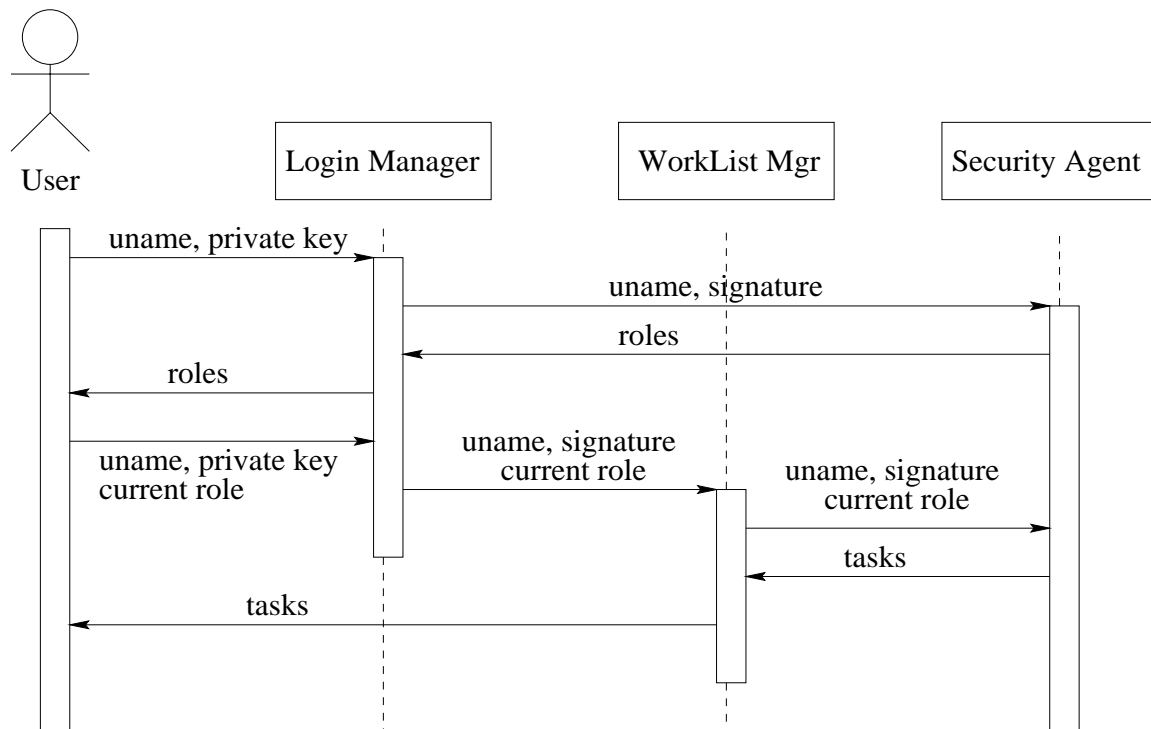 User
Login Manager
WorkList Mgr
Security Agent
uname, private key
uname, signature
roles
roles
uname, private key
current role
uname, signature
current role
uname, signature
current role
tasks
tasks